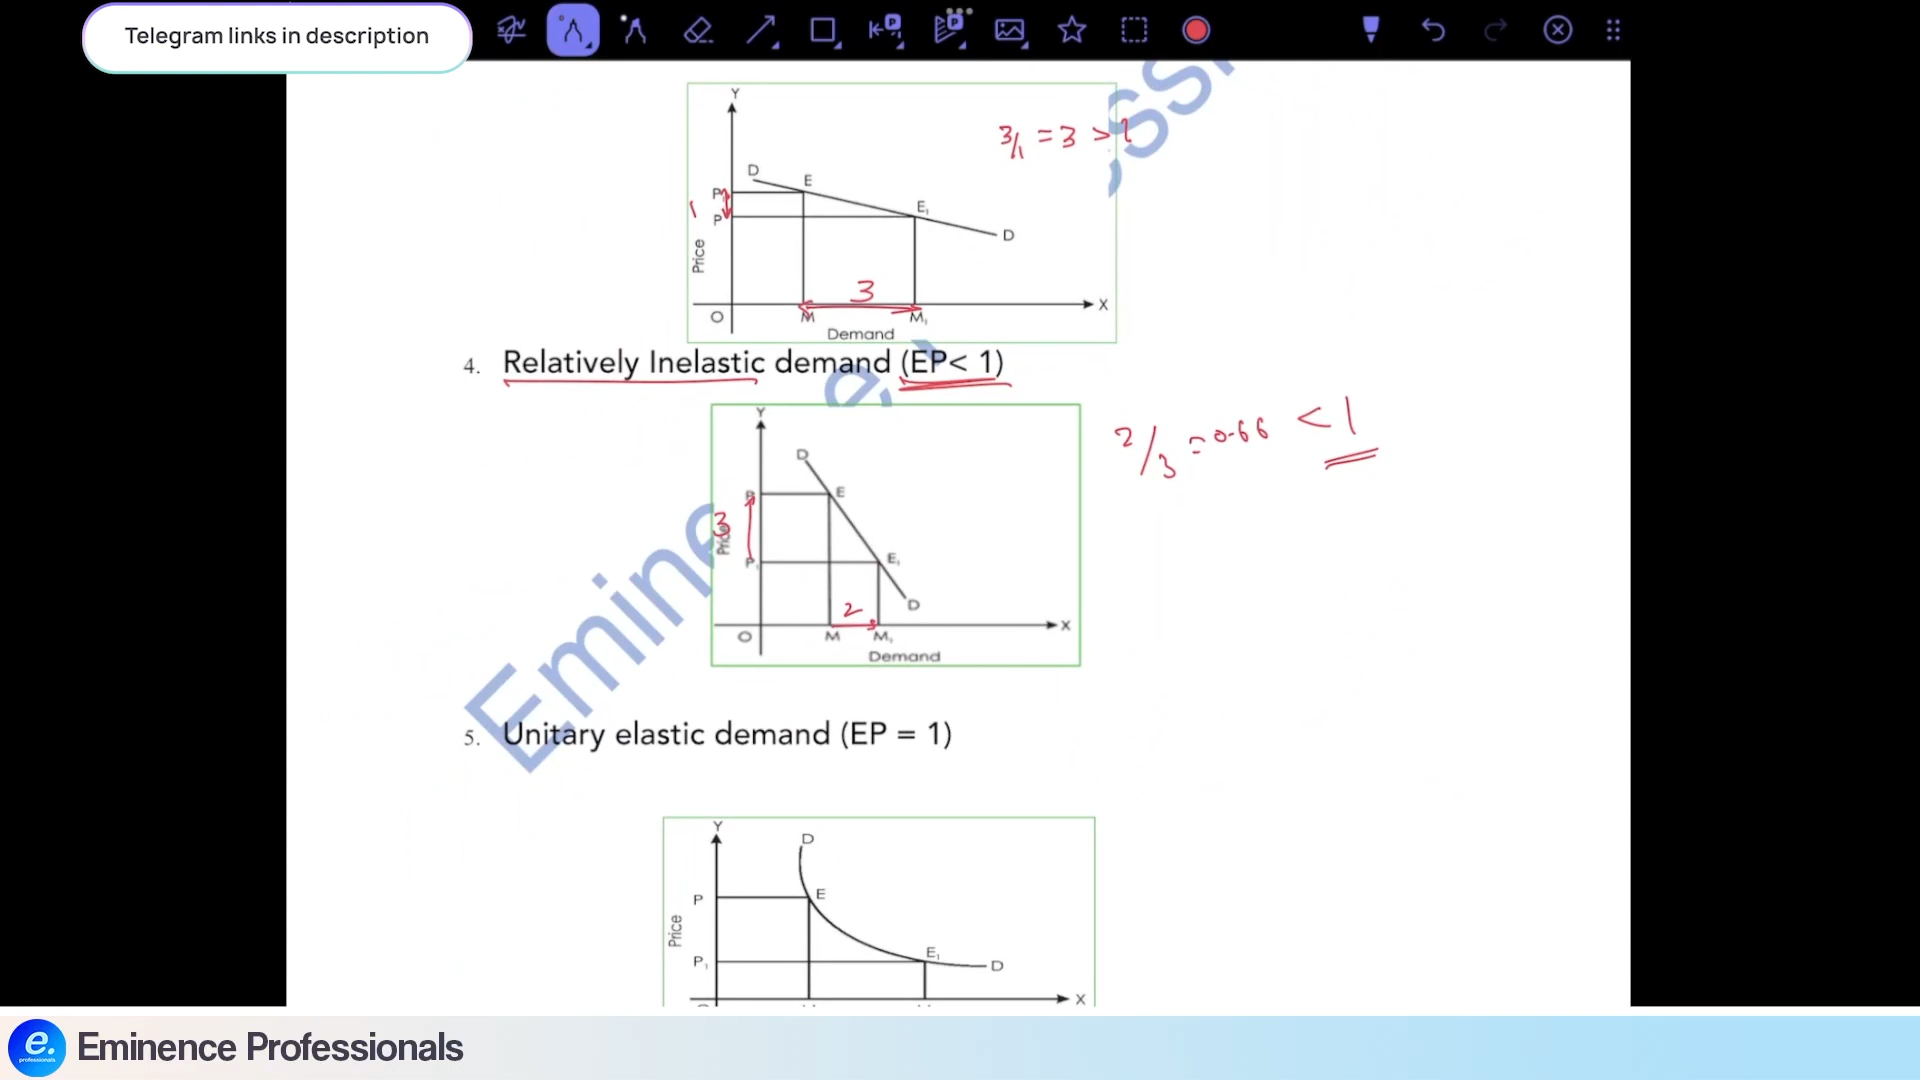 Telegram links in description
Y
3/1 = 3 > 1
D
E
P
E₁
1
P
D
Price
3
X
O
M
M₁
Demand
4. Relatively Inelastic demand (EP< 1)
Y
2/3 = 0.66 < 1
D
P
E
3
Price
P₁
E₁
D
2
X
O
M
M₁
Demand
5. Unitary elastic demand (EP = 1)
Y
D
P
E
Price
E₁
P₁
D
X
e.
professionals
Eminence Professionals